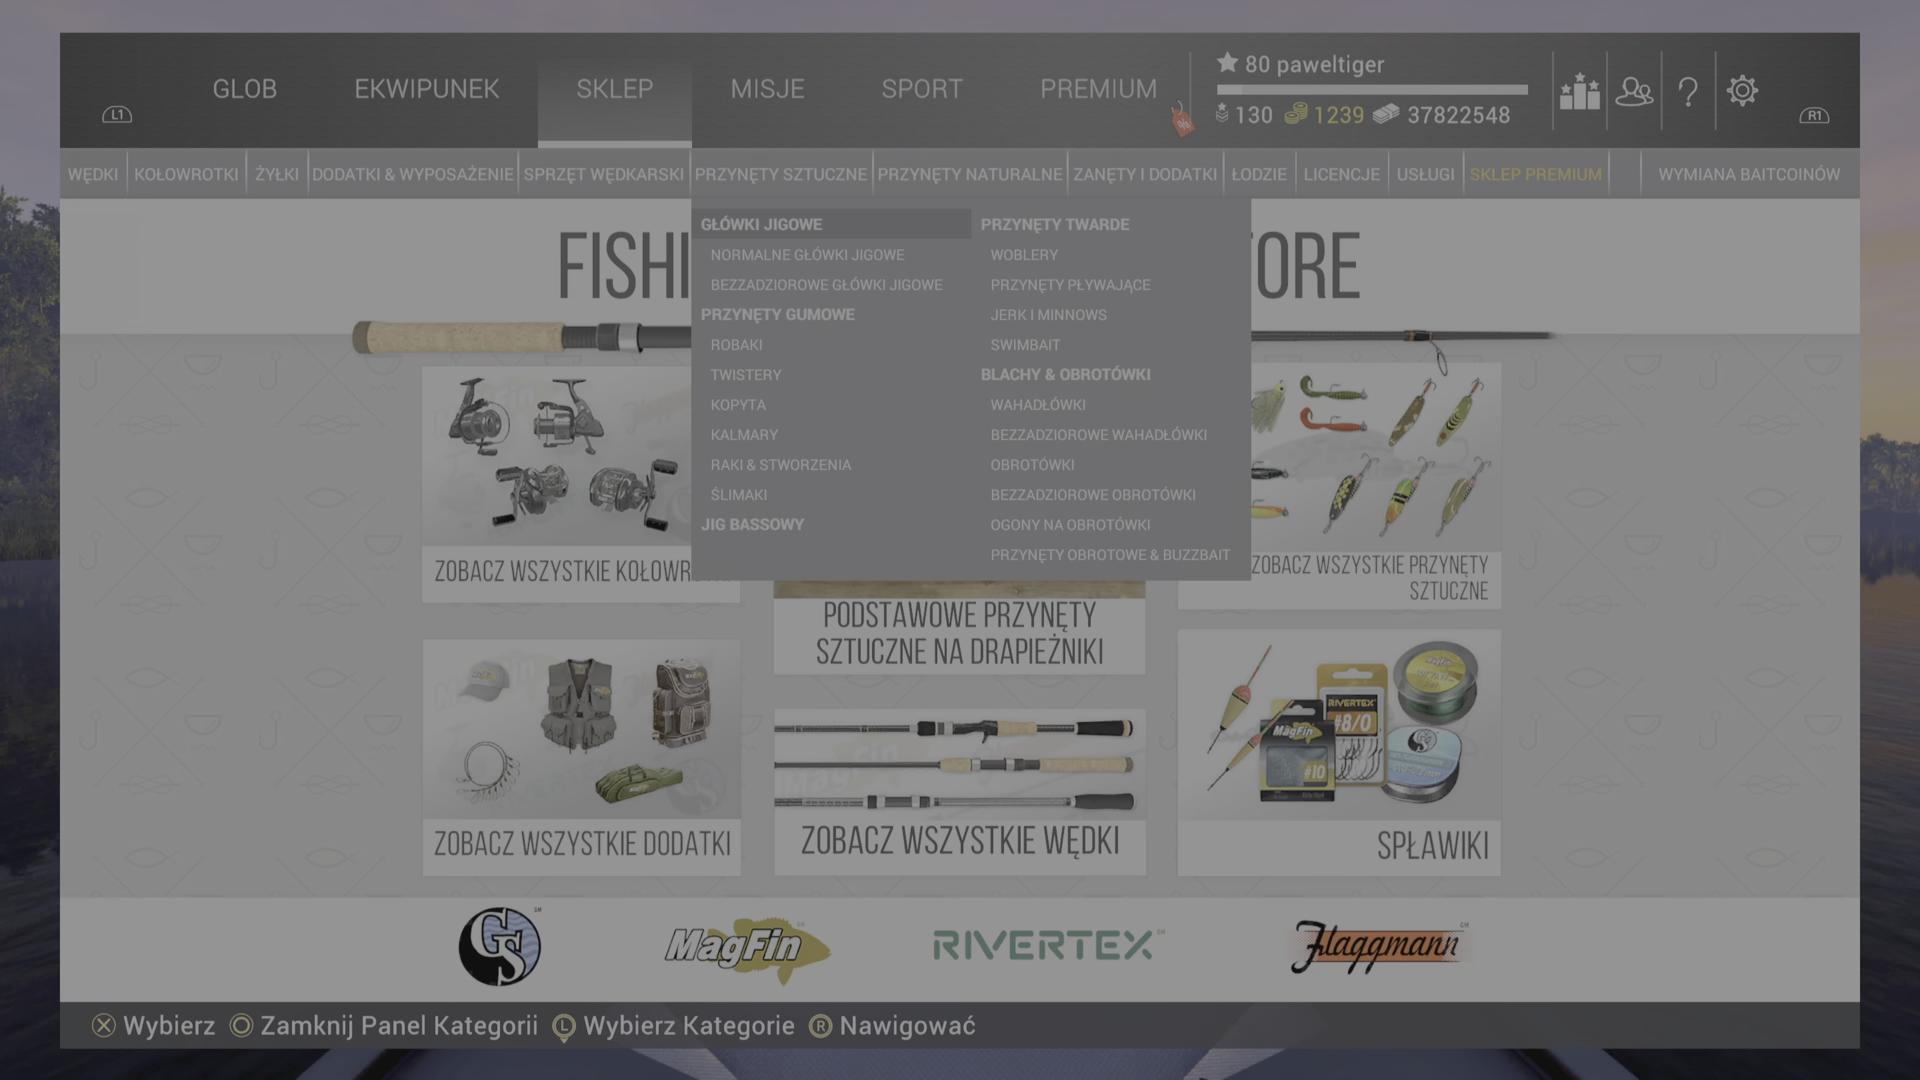 GLOB EKWIPUNEK SKLEP MISJE SPORT PREMIUM
80 paweltiger
130 1239 37822548
L1
R1
WĘDKI KOŁOWROTKI ŻYŁKI DODATKI & WYPOSAŻENIE SPRZĘT WĘDKARSKI PRZYNĘTY SZTUCZNE PRZYNĘTY NATURALNE ZANĘTY I DODATKI ŁODZIE LICENCJE USŁUGI SKLEP PREMIUM WYMIANA BAITCOINÓW
GŁÓWKI JIGOWE
NORMALNE GŁÓWKI JIGOWE
BEZZADZIOROWE GŁÓWKI JIGOWE
PRZYNĘTY GUMOWE
ROBAKI
TWISTERY
KOPYTA
KALMARY
RAKI & STWORZENIA
ŚLIMAKI
JIG BASSOWY
PRZYNĘTY TWARDE
WOBLERY
PRZYNĘTY PŁYWAJĄCE
JERK I MINNOWS
SWIMBAIT
BLACHY & OBROTÓWKI
WAHADŁÓWKI
BEZZADZIOROWE WAHADŁÓWKI
OBROTÓWKI
BEZZADZIOROWE OBROTÓWKI
OGONY NA OBROTÓWKI
PRZYNĘTY OBROTOWE & BUZZBAIT
FISHI
ORE
ZOBACZ WSZYSTKIE KOŁOWR
PODSTAWOWE PRZYNĘTY
SZTUCZNE NA DRAPIEŻNIKI
ZOBACZ WSZYSTKIE PRZYNĘTY
SZTUCZNE
ZOBACZ WSZYSTKIE DODATKI
ZOBACZ WSZYSTKIE WĘDKI
RIVERTEX
#8/0
MagFin
#10
SPŁAWIKI
GS
MagFin
RIVERTEX
Flaggmann
Wybierz Zamknij Panel Kategorii L Wybierz Kategorie R Nawigować